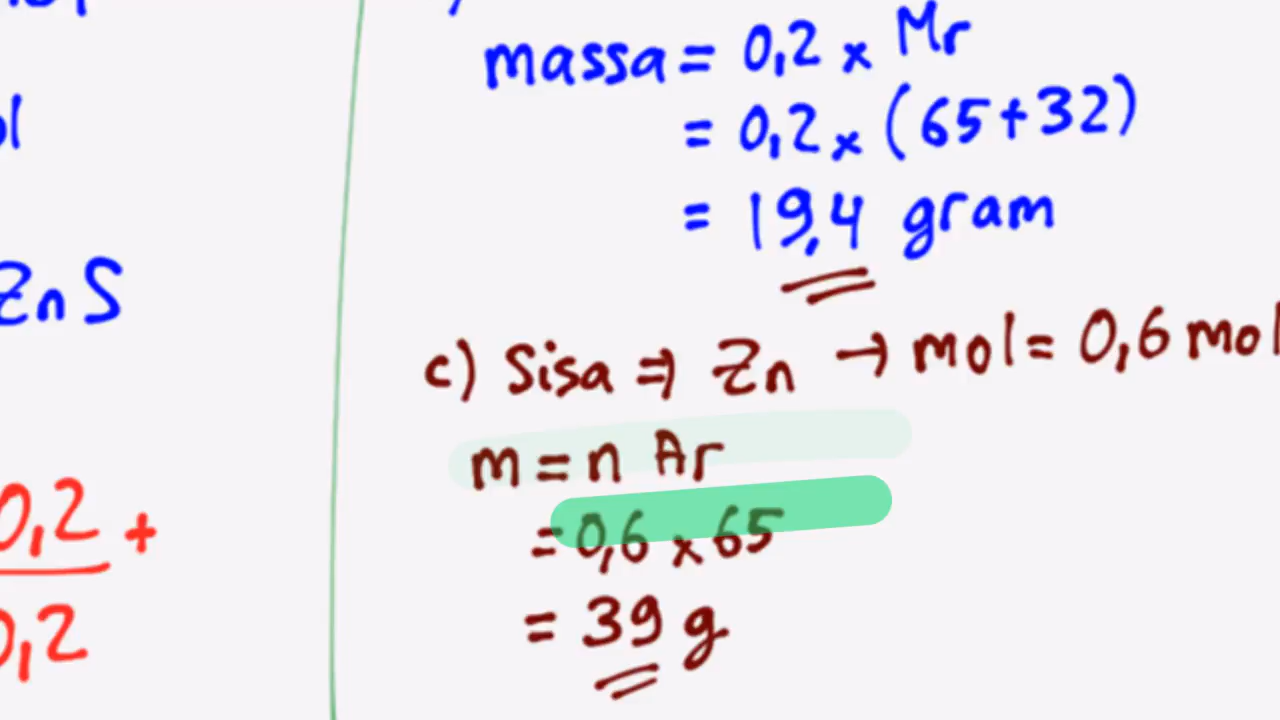 massa = 0,2 x Mr
= 0,2 x (65+32)
= 19,4 gram
ZnS
c) Sisa ⇒ Zn → mol = 0,6 mol
m = n Ar
= 0,6 x 65
= 39 g
0,2 +
0,2